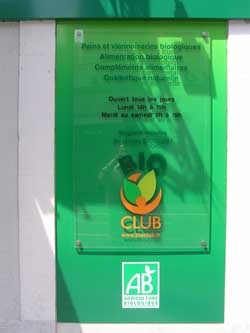 Pains et viennoiseries biologiques
Alimentation biologique
Compléments alimentaires
Cosmétique naturelle
Ouvert tous les jours
Lundi 14h à 19h
Mardi au samedi 9h à 19h
BIO
CLUB
AB
AGRICULTURE
BIOLOGIQUE